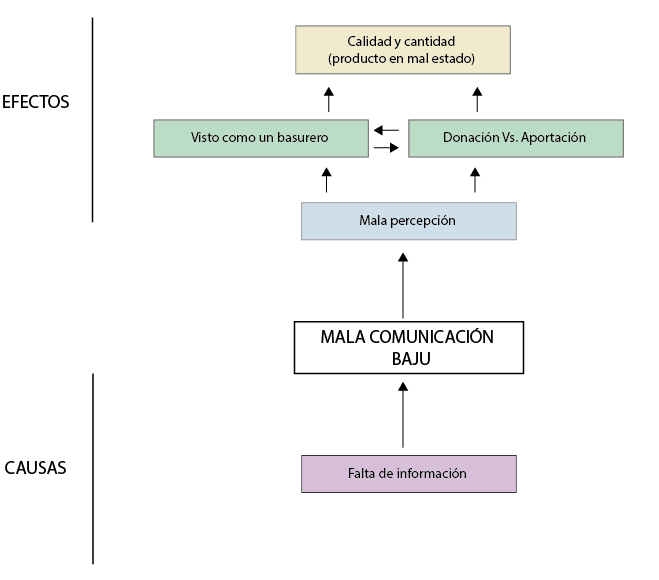 Calidad y cantidad
(producto en mal estado)
EFECTOS
Visto como un basurero
Donación Vs. Aportación
Mala percepción
MALA COMUNICACIÓN
BAJU
CAUSAS
Falta de información